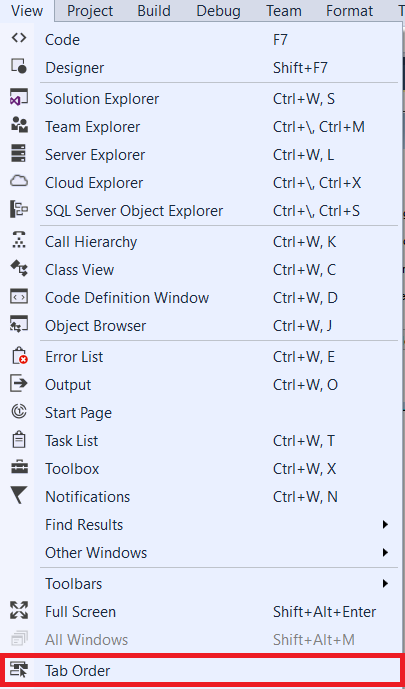 View Project Build Debug Team Format T
Code F7
Designer Shift+F7
Solution Explorer Ctrl+W, S
Team Explorer Ctrl+\, Ctrl+M
Server Explorer Ctrl+W, L
Cloud Explorer Ctrl+\, Ctrl+X
SQL Server Object Explorer Ctrl+\, Ctrl+S
Call Hierarchy Ctrl+W, K
Class View Ctrl+W, C
Code Definition Window Ctrl+W, D
Object Browser Ctrl+W, J
Error List Ctrl+W, E
Output Ctrl+W, O
Start Page
Task List Ctrl+W, T
Toolbox Ctrl+W, X
Notifications Ctrl+W, N
Find Results
Other Windows
Toolbars
Full Screen Shift+Alt+Enter
All Windows Shift+Alt+M
Tab Order